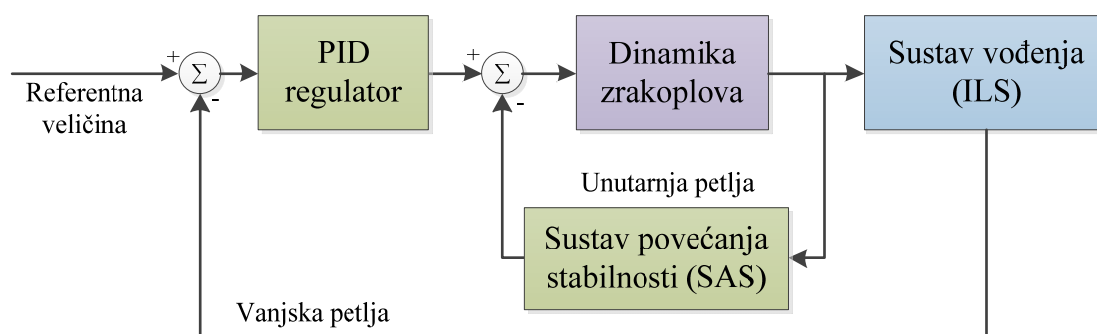 +
Σ
-
Referentna
veličina
PID
regulator
+
Σ
-
Dinamika
zrakoplova
Sustav vođenja
(ILS)
Unutarnja petlja
Sustav povećanja
stabilnosti (SAS)
Vanjska petlja